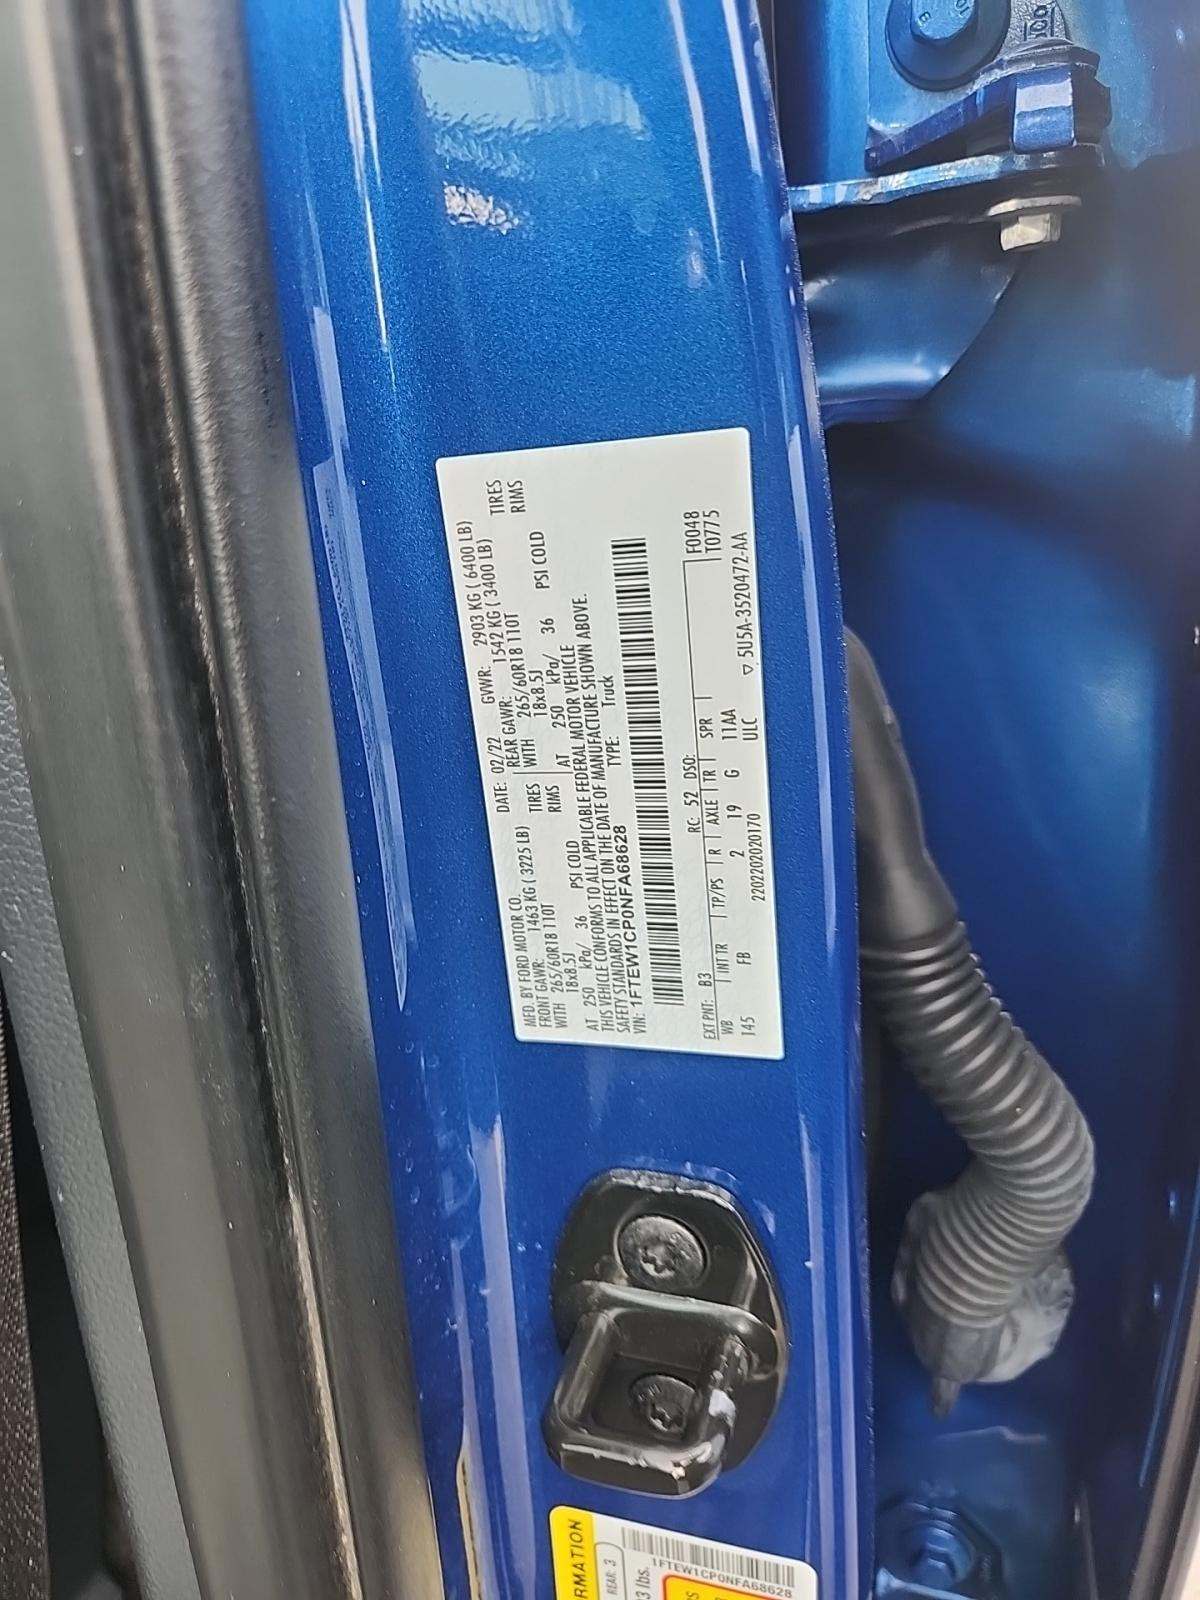 MFD. BY FORD MOTOR CO.
DATE: 02/22 GVWR: 2903 KG ( 6400 LB)
FRONT GAWR: 1463 KG ( 3225 LB) REAR GAWR: 1542 KG ( 3400 LB)
WITH 265/60R18 110T TIRES WITH 265/60R18 110T TIRES
18x8.5J RIMS 18x8.5J RIMS
AT 250 kPa/ 36 PSI COLD AT 250 kPa/ 36 PSI COLD
THIS VEHICLE CONFORMS TO ALL APPLICABLE FEDERAL MOTOR VEHICLE
SAFETY STANDARDS IN EFFECT ON THE DATE OF MANUFACTURE SHOWN ABOVE.
VIN: 1FTEW1CP0NFA68628 TYPE: Truck
F0048
EXT PNT: B3 RC: 52 DSO: T0775
WB INT TR TP/PS R AXLE TR SPR
145 FB 2 19 G 11AA
2202202020170 ULC ▽ 5U5A-3520472-AA
RMATION
REAR: 3
3 lbs.
1FTEW1CP0NFA68628